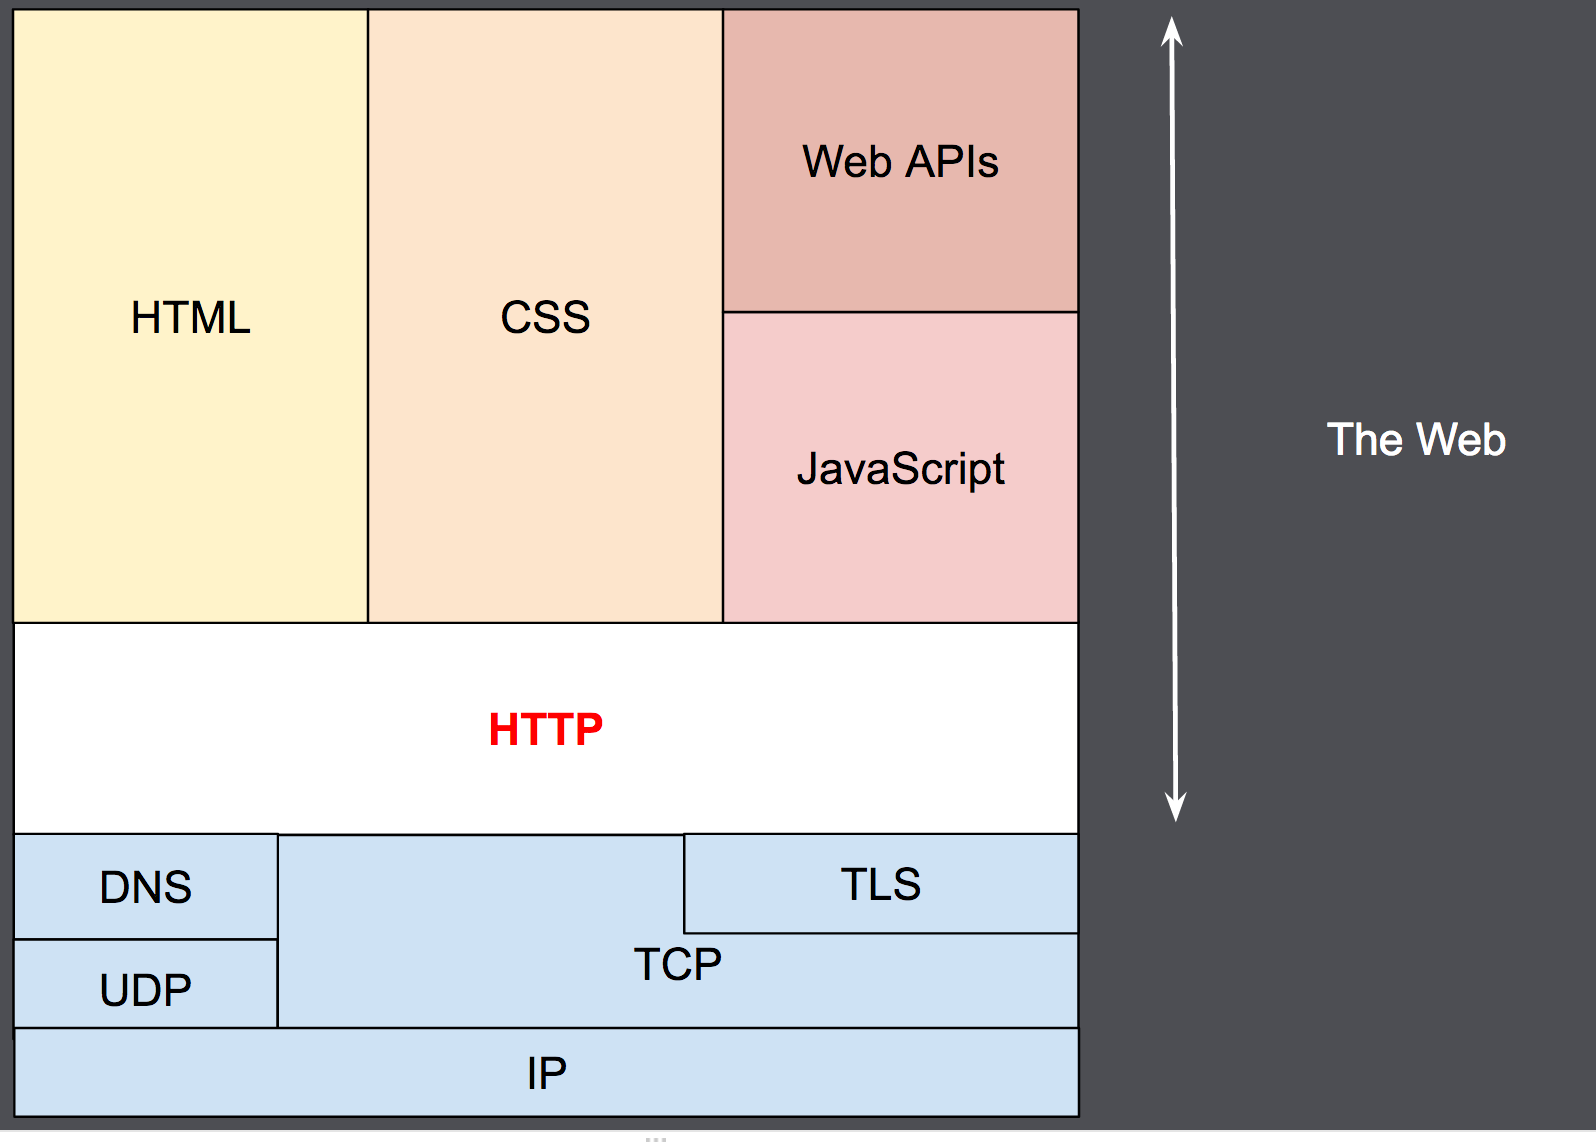 Web APIs
HTML
CSS
JavaScript
The Web
HTTP
DNS
TLS
TCP
UDP
IP